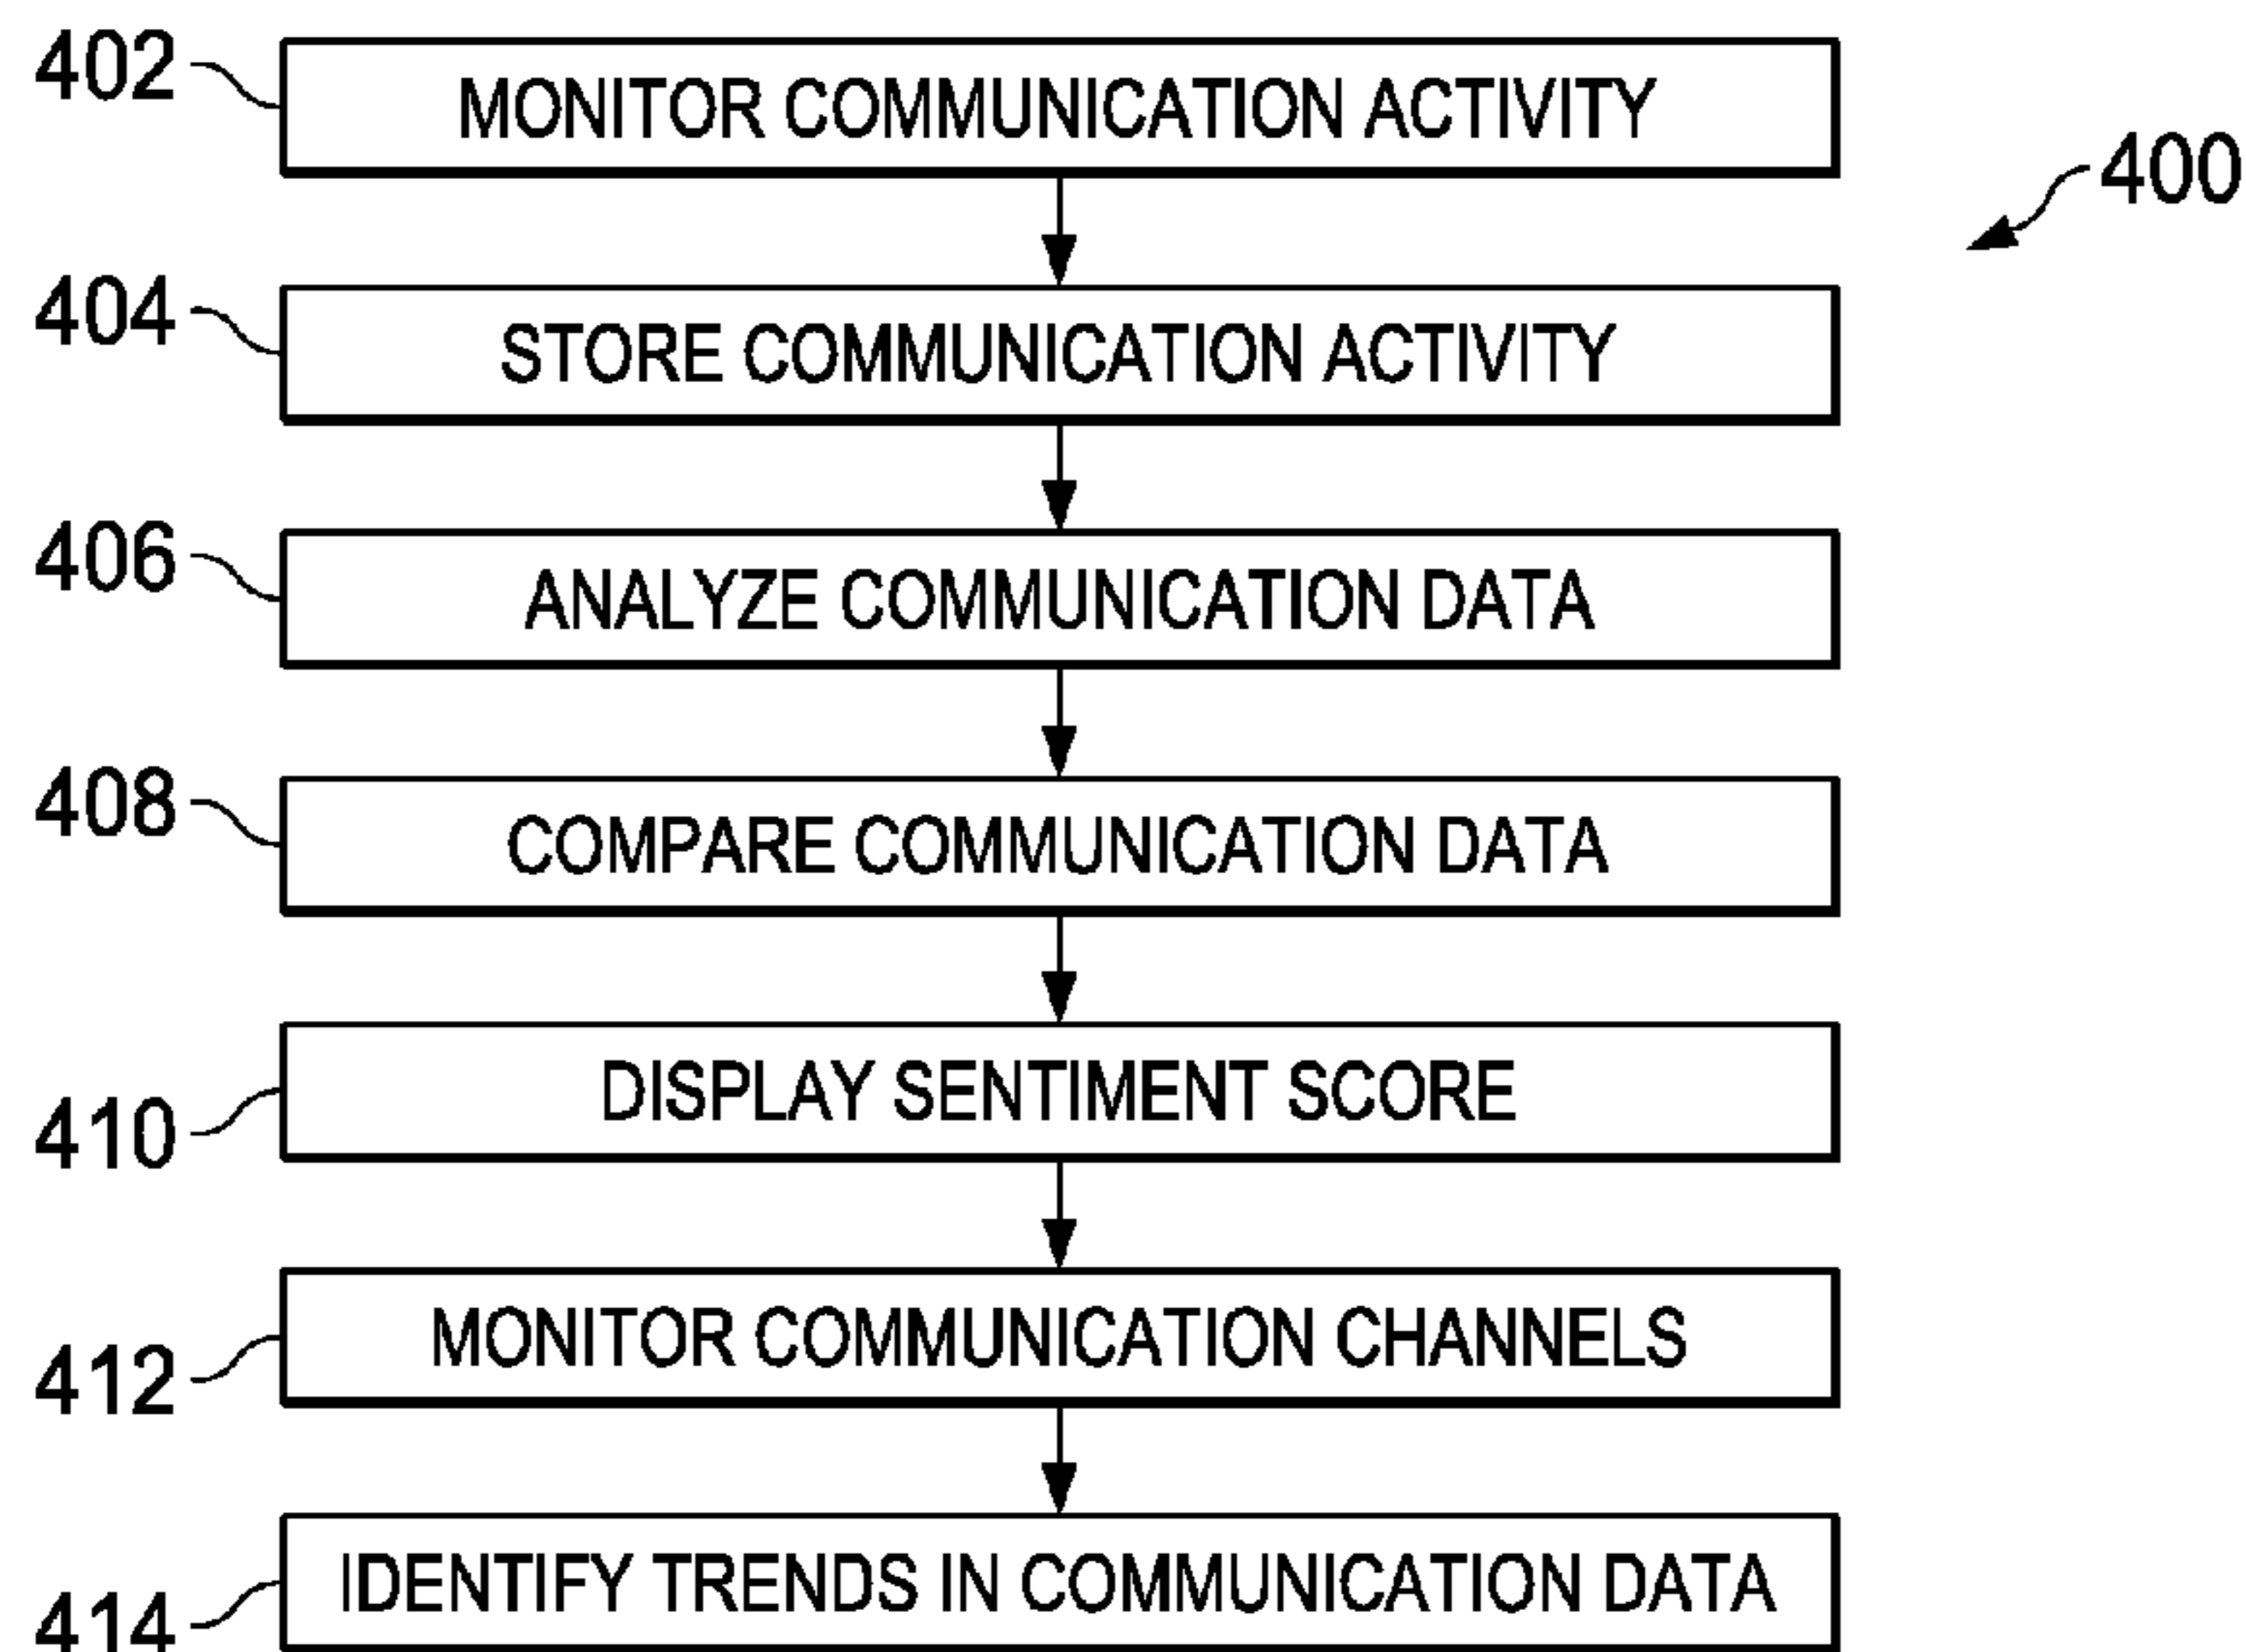 402
MONITOR COMMUNICATION ACTIVITY
400
404
STORE COMMUNICATION ACTIVITY
406
ANALYZE COMMUNICATION DATA
408
COMPARE COMMUNICATION DATA
410
DISPLAY SENTIMENT SCORE
412
MONITOR COMMUNICATION CHANNELS
414
IDENTIFY TRENDS IN COMMUNICATION DATA